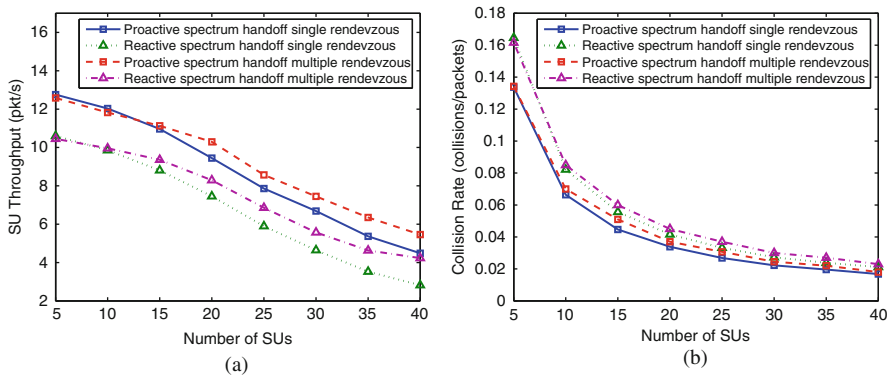 Proactive spectrum handoff single rendevzous
Reactive spectrum handoff single rendevzous
Proactive spectrum handoff multiple rendevzous
Reactive spectrum handoff multiple rendevzous
SU Throughput (pkt/s)
16
14
12
10
8
6
4
2
5 10 15 20 25 30 35 40
Number of SUs
(a)
Proactive spectrum handoff single rendevzous
Reactive spectrum handoff single rendevzous
Proactive spectrum handoff multiple rendevzous
Reactive spectrum handoff multiple rendevzous
Collision Rate (collisions/packets)
0.18
0.16
0.14
0.12
0.1
0.08
0.06
0.04
0.02
0
5 10 15 20 25 30 35 40
Number of SUs
(b)